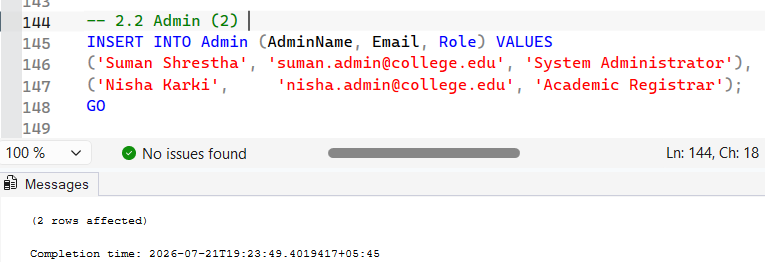 143
144 -- 2.2 Admin (2)
145 INSERT INTO Admin (AdminName, Email, Role) VALUES
146 ('Suman Shrestha', 'suman.admin@college.edu', 'System Administrator'),
147 ('Nisha Karki',    'nisha.admin@college.edu', 'Academic Registrar');
148 GO
149
100 % No issues found Ln: 144, Ch: 18
Messages
(2 rows affected)
Completion time: 2026-07-21T19:23:49.4019417+05:45